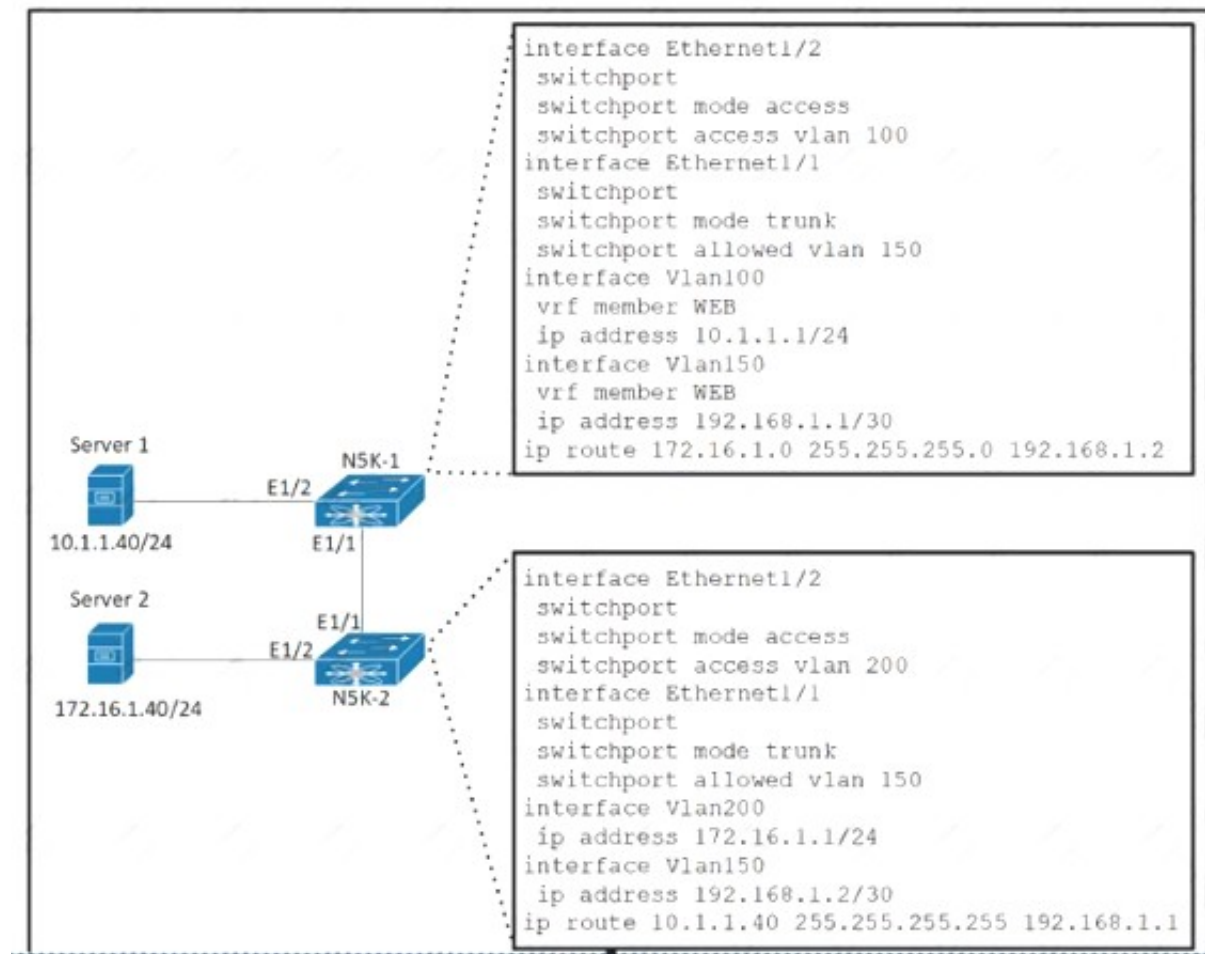 interface Ethernet1/2
switchport
switchport mode access
switchport access vlan 100
interface Ethernet1/1
switchport
switchport mode trunk
switchport allowed vlan 150
interface Vlan100
vrf member WEB
ip address 10.1.1.1/24
interface Vlan150
vrf member WEB
ip address 192.168.1.1/30
ip route 172.16.1.0 255.255.255.0 192.168.1.2
Server 1
N5K-1
E1/2
10.1.1.40/24
E1/1
Server 2
E1/1
E1/2
N5K-2
172.16.1.40/24
interface Ethernet1/2
switchport
switchport mode access
switchport access vlan 200
interface Ethernet1/1
switchport
switchport mode trunk
switchport allowed vlan 150
interface Vlan200
ip address 172.16.1.1/24
interface Vlan150
ip address 192.168.1.2/30
ip route 10.1.1.40 255.255.255.255 192.168.1.1